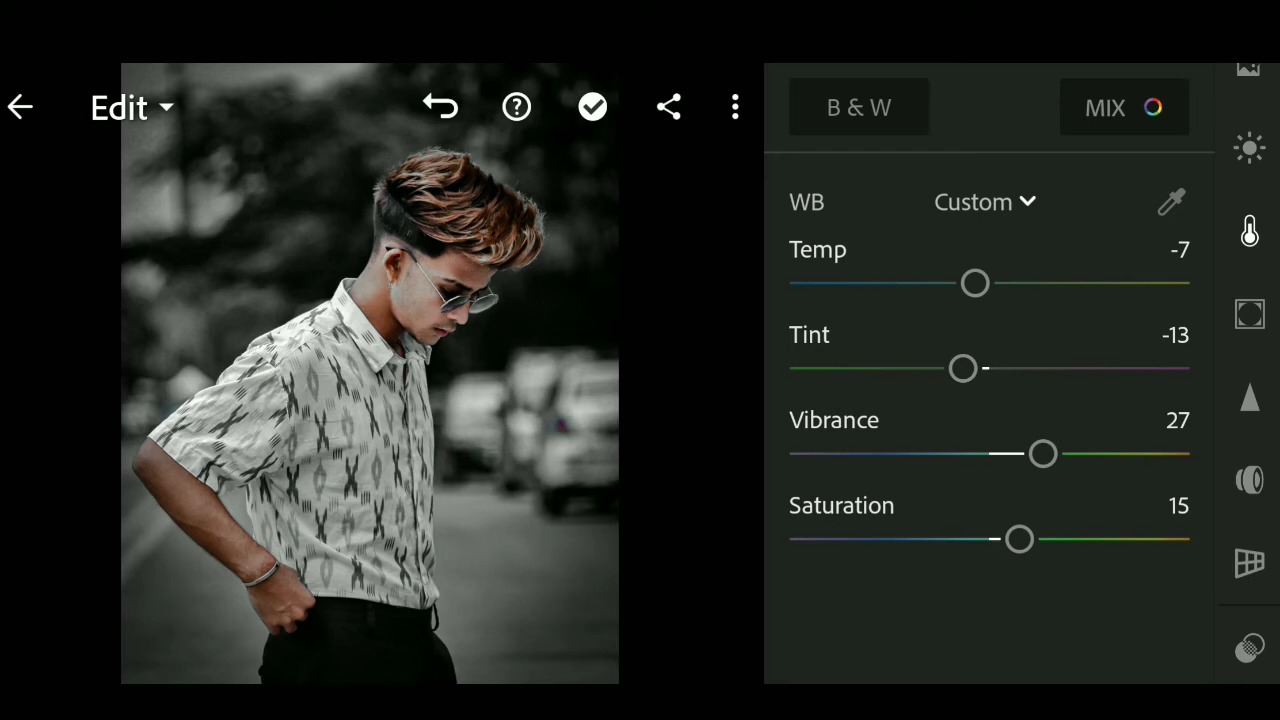 Edit
B & W
MIX
WB
Custom
Temp
-7
Tint
-13
Vibrance
27
Saturation
15